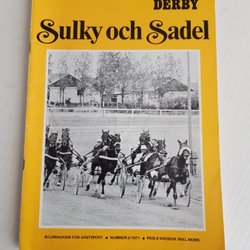 DERBY
Sulky och Sadel
BILDMAGASIN FÖR HÄSTSPORT ★ NUMMER 5/1971 ★ PRIS 8 KRONOR INKL MOMS